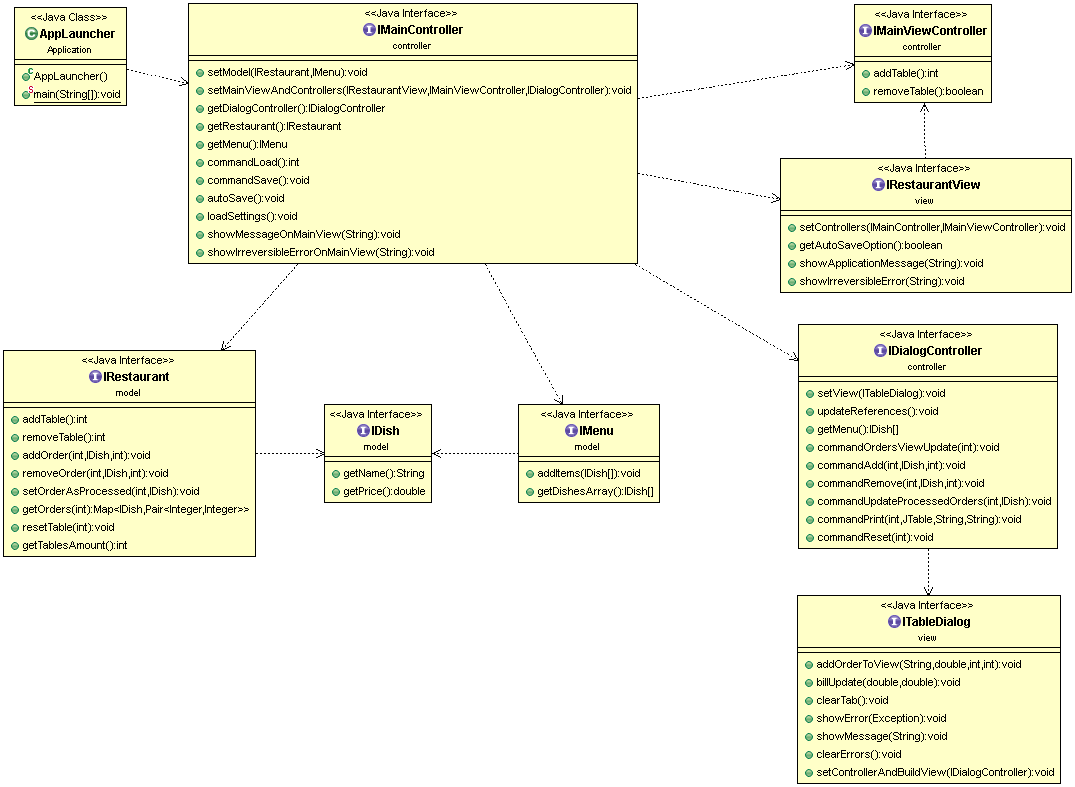 <<Java Class>>
AppLauncher
Application
AppLauncher()
main(String[]):void
<<Java Interface>>
IMainController
controller
setModel(IRestaurant,IMenu):void
setMainViewAndControllers(IRestaurantView,IMainViewController,IDialogController):void
getDialogController():IDialogController
getRestaurant():IRestaurant
getMenu():IMenu
commandLoad():int
commandSave():void
autoSave():void
loadSettings():void
showMessageOnMainView(String):void
showIrreversibleErrorOnMainView(String):void
<<Java Interface>>
IMainViewController
controller
addTable():int
removeTable():boolean
<<Java Interface>>
IRestaurantView
view
setControllers(IMainController,IMainViewController):void
getAutoSaveOption():boolean
showApplicationMessage(String):void
showIrreversibleError(String):void
<<Java Interface>>
IRestaurant
model
addTable():int
removeTable():int
addOrder(int,IDish,int):void
removeOrder(int,IDish,int):void
setOrderAsProcessed(int,IDish):void
getOrders(int):Map<IDish,Pair<Integer,Integer>>
resetTable(int):void
getTablesAmount():int
<<Java Interface>>
IDish
model
getName():String
getPrice():double
<<Java Interface>>
IMenu
model
addItems(IDish[]):void
getDishesArray():IDish[]
<<Java Interface>>
IDialogController
controller
setView(ITableDialog):void
updateReferences():void
getMenu():IDish[]
commandOrdersViewUpdate(int):void
commandAdd(int,IDish,int):void
commandRemove(int,IDish,int):void
commandUpdateProcessedOrders(int,IDish):void
commandPrint(int,JTable,String,String):void
commandReset(int):void
<<Java Interface>>
ITableDialog
view
addOrderToView(String,double,int,int):void
billUpdate(double,double):void
clearTab():void
showError(Exception):void
showMessage(String):void
clearErrors():void
setControllerAndBuildView(IDialogController):void